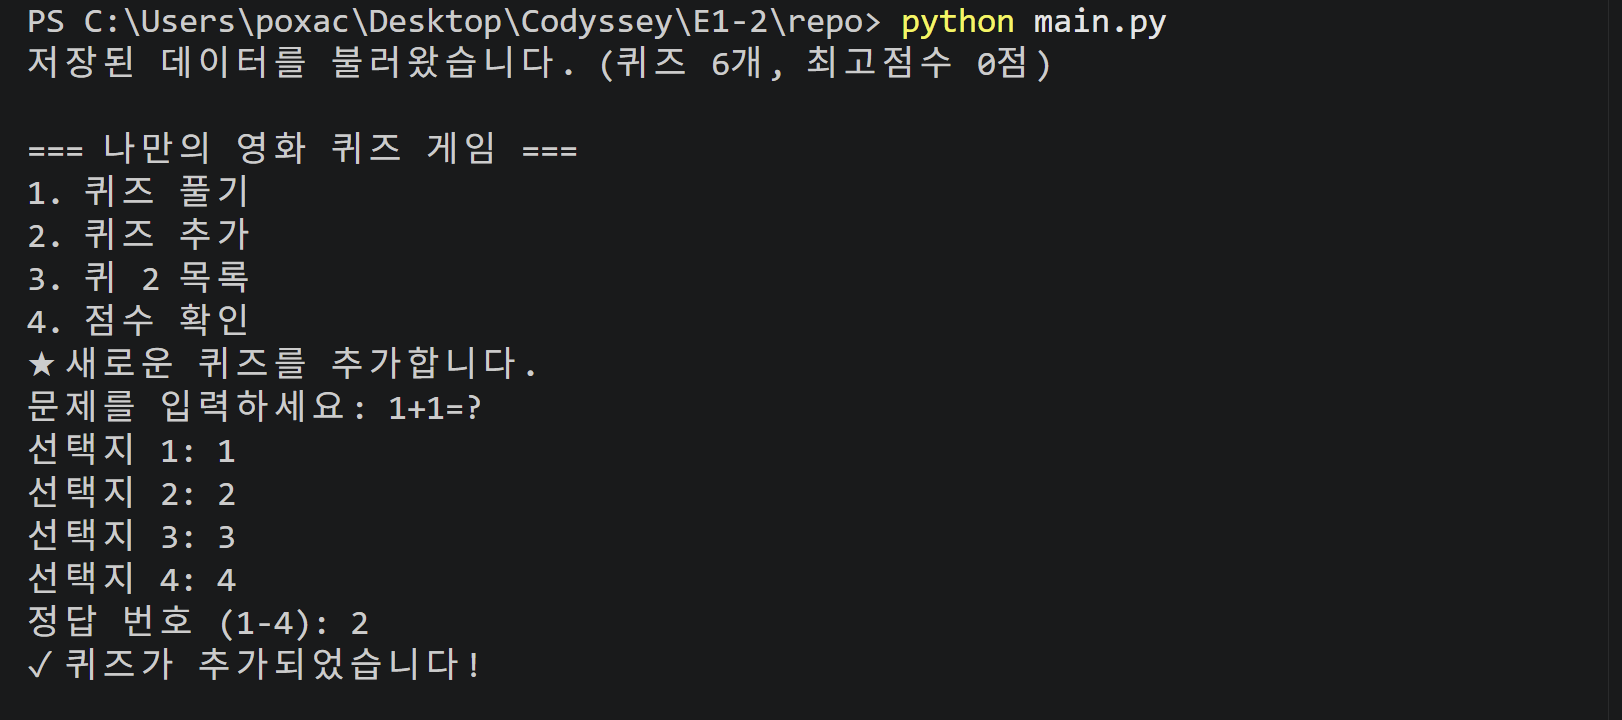 PS C:\Users\poxac\Desktop\Codyssey\E1-2\repo> python main.py
저장된 데이터를 불러왔습니다. (퀴즈 6개, 최고점수 0점)
=== 나만의 영화 퀴즈 게임 ===
1. 퀴즈 풀기
2. 퀴즈 추가
3. 퀴 2 목록
4. 점수 확인
★ 새로운 퀴즈를 추가합니다.
문제를 입력하세요: 1+1=?
선택지 1: 1
선택지 2: 2
선택지 3: 3
선택지 4: 4
정답 번호 (1-4): 2
✓ 퀴즈가 추가되었습니다!